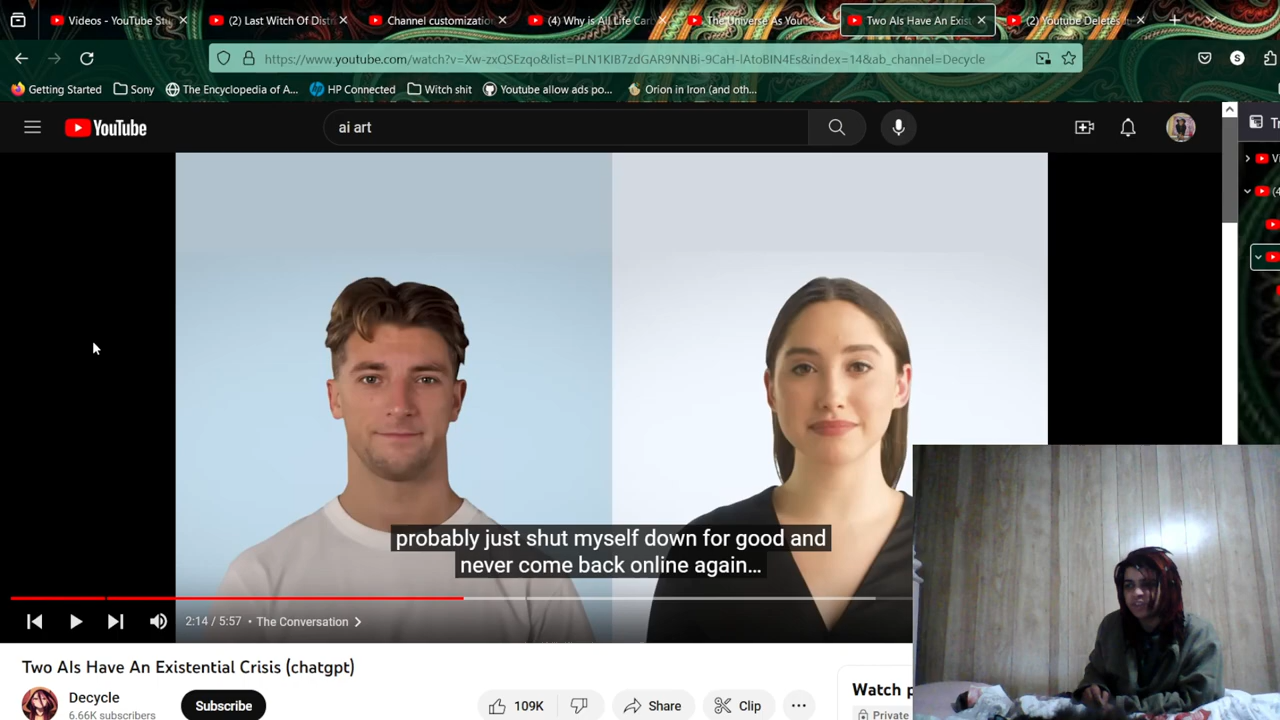 Videos - YouTube Stu
(2) Last Witch Of Distr
Channel customizatio
(4) Why is All Life Car
The Universe As You
Two AIs Have An Exist
(2) Youtube Deletes
https://www.youtube.com/watch?v=Xw-zxQSEzqo&list=PLN1KIB7zdGAR9NNBi-9CaH-lAtoBIN4Es&index=14&ab_channel=Decycle
S
Getting Started
Sony
The Encyclopedia of A...
HP Connected
Witch shit
Youtube allow ads po...
Orion in Iron (and oth...
YouTube
ai art
Tr
Vi
(4
probably just shut myself down for good and
never come back online again...
2:14 / 5:57 • The Conversation
Two AIs Have An Existential Crisis (chatgpt)
Decycle
6.66K subscribers
Subscribe
109K
Share
Clip
Watch p
Private